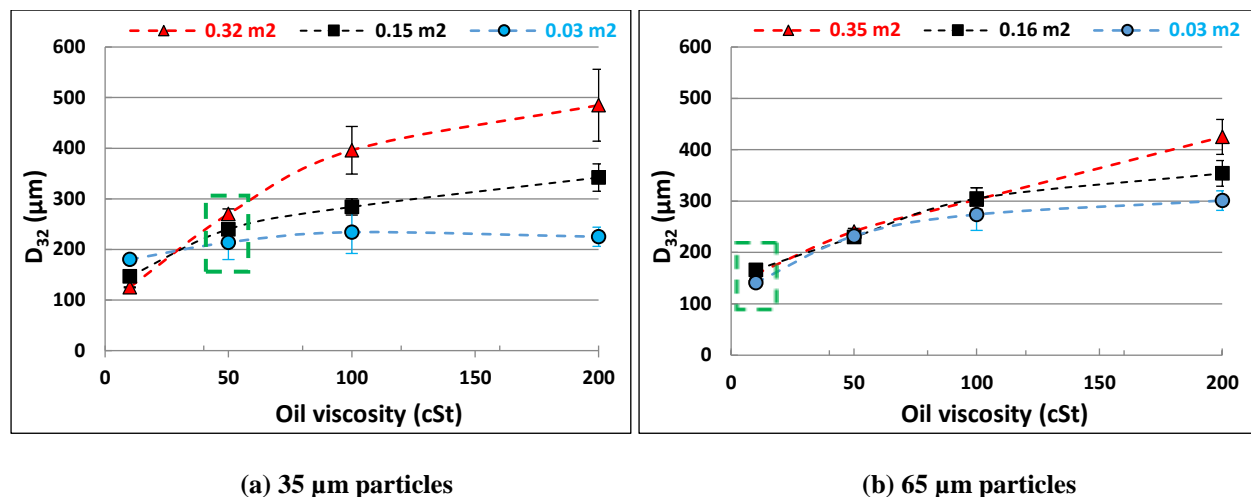 0.32 m2 0.15 m2 0.03 m2
600
500
400
300
200
100
0
D32 (µm)
0 50 100 150 200
Oil viscosity (cSt)
(a) 35 µm particles
0.35 m2 0.16 m2 0.03 m2
600
500
400
300
200
100
0
D32 (µm)
0 50 100 150 200
Oil viscosity (cSt)
(b) 65 µm particles